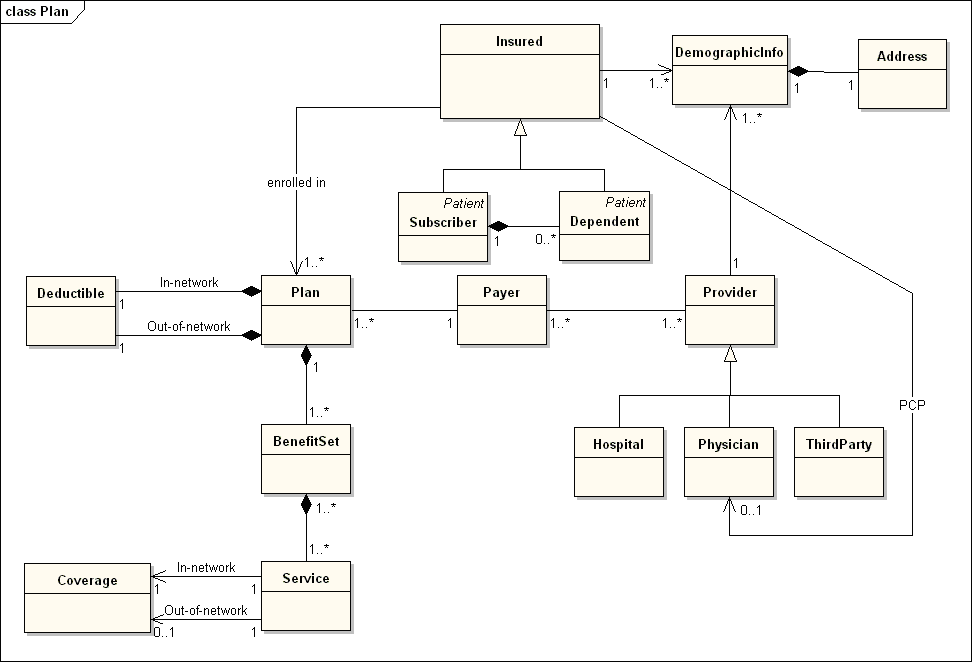 class Plan
Insured
DemographicInfo
Address
1
1..*
1
1
1..*
enrolled in
Patient
Subscriber
Patient
Dependent
1
0..*
1..*
1
Deductible
In-network
1
Out-of-network
1
Plan
Payer
Provider
1..*
1
1..*
1..*
1
1..*
PCP
BenefitSet
Hospital
Physician
ThirdParty
1..*
0..1
1..*
Coverage
In-network
1
1
Out-of-network
0..1
1
Service